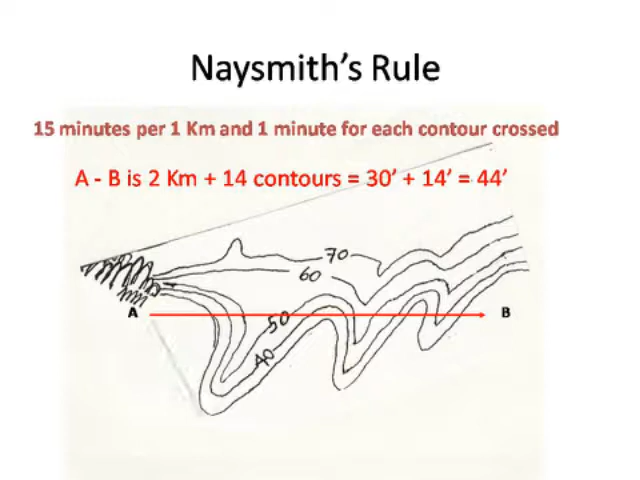 Naysmith's Rule
15 minutes per 1 Km and 1 minute for each contour crossed
A - B is 2 Km + 14 contours = 30' + 14' = 44'
70
60
A
50
B
40